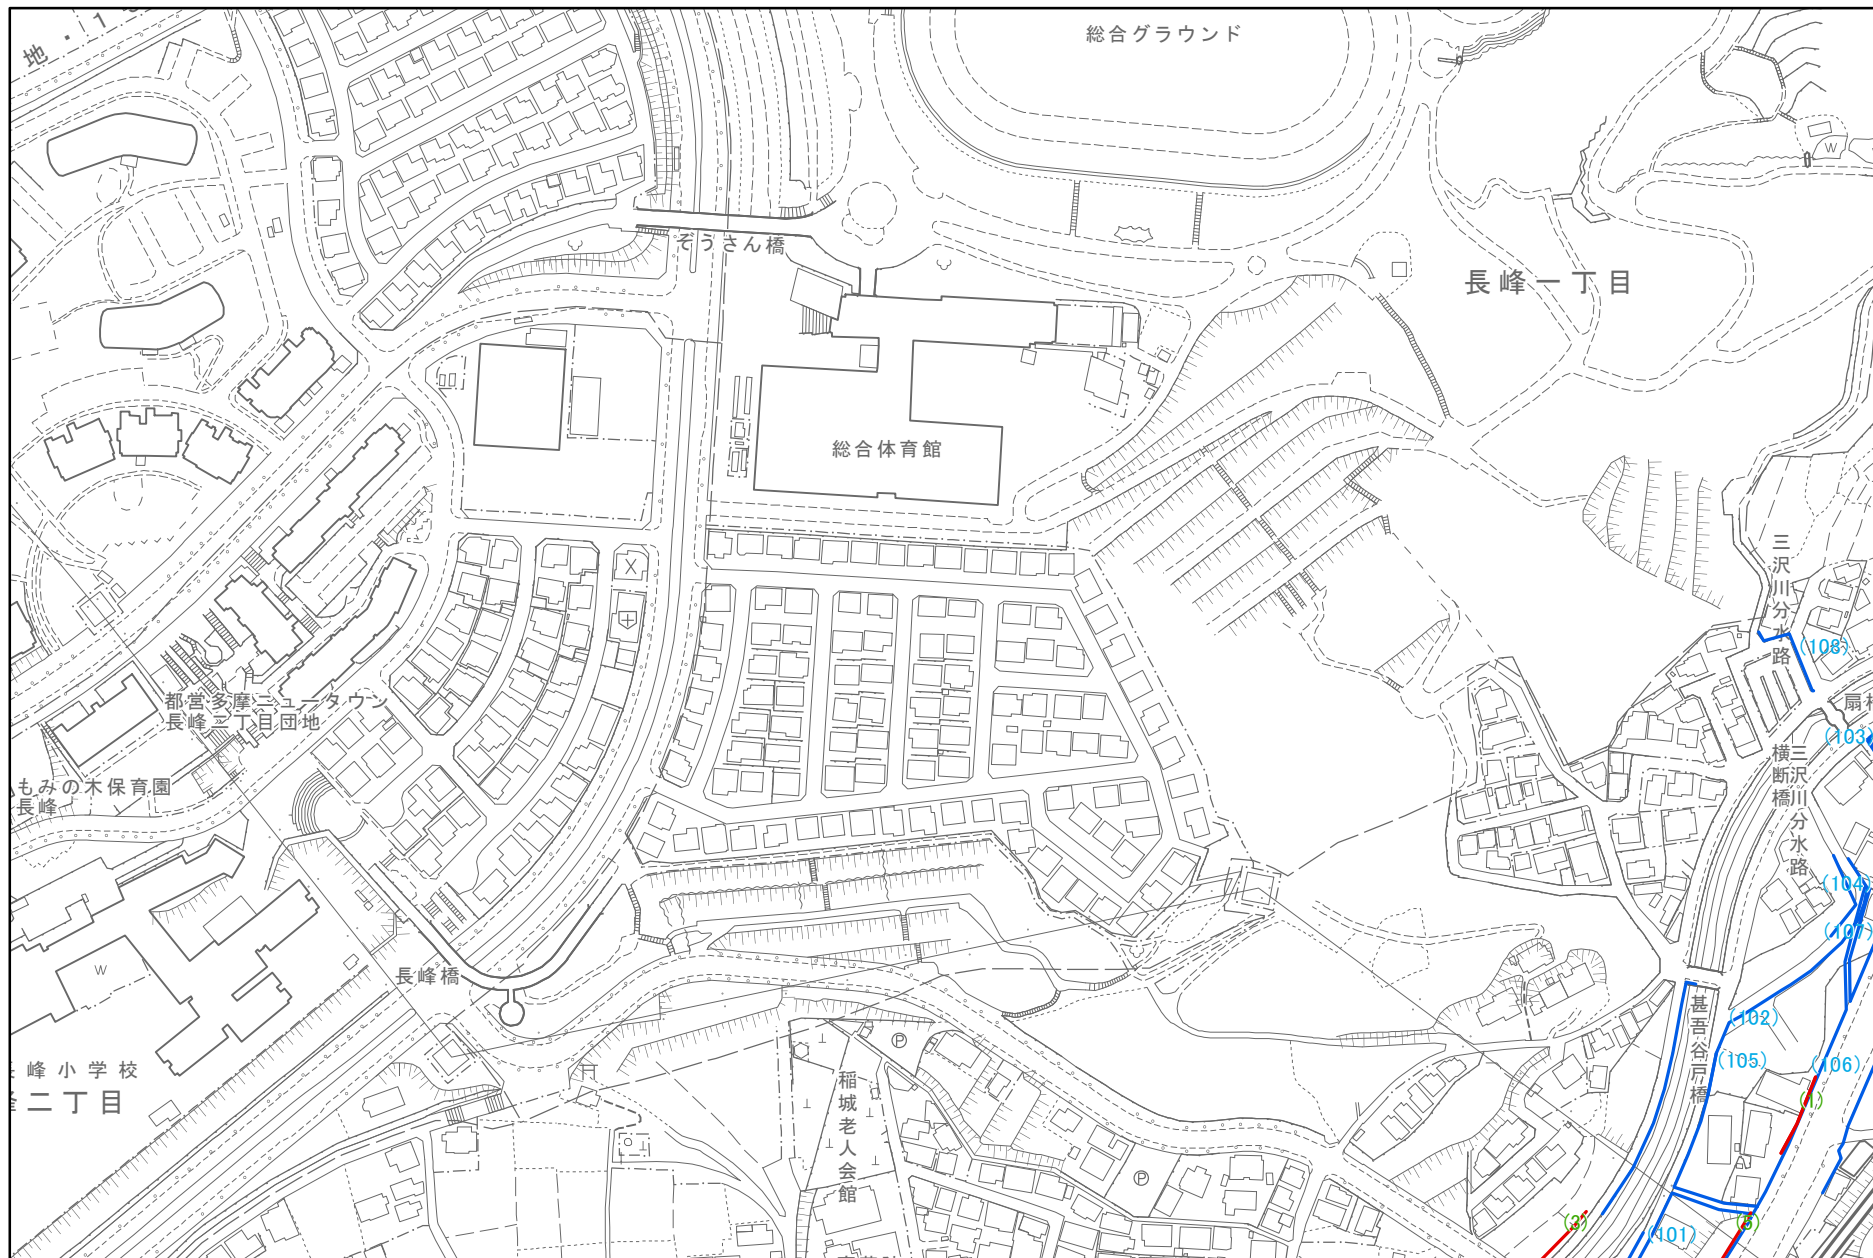 地
総合グラウンド
W
ぞうさん橋
長峰一丁目
総合体育館
三沢川分水路
(108)
都営多摩ニュータウン
長峰二丁目団地
扇橋
(103)
三沢川分水路
横断橋
もみの木保育園
長峰
(104)
(107)
W
長峰橋
甚吾谷戸橋
(102)
P
(105)
(106)
峰小学校
稲城老人会館
(1)
二丁目
P
(3)
(5)
(101)